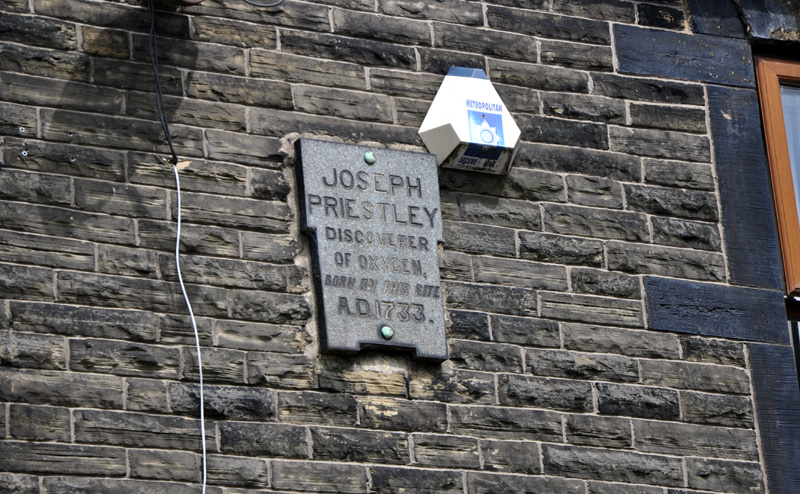 METROPOLITAN
JOSEPH
PRIESTLEY
DISCOVERER
OF OXYGEN,
BORN ON THIS SITE
A.D. 1733.